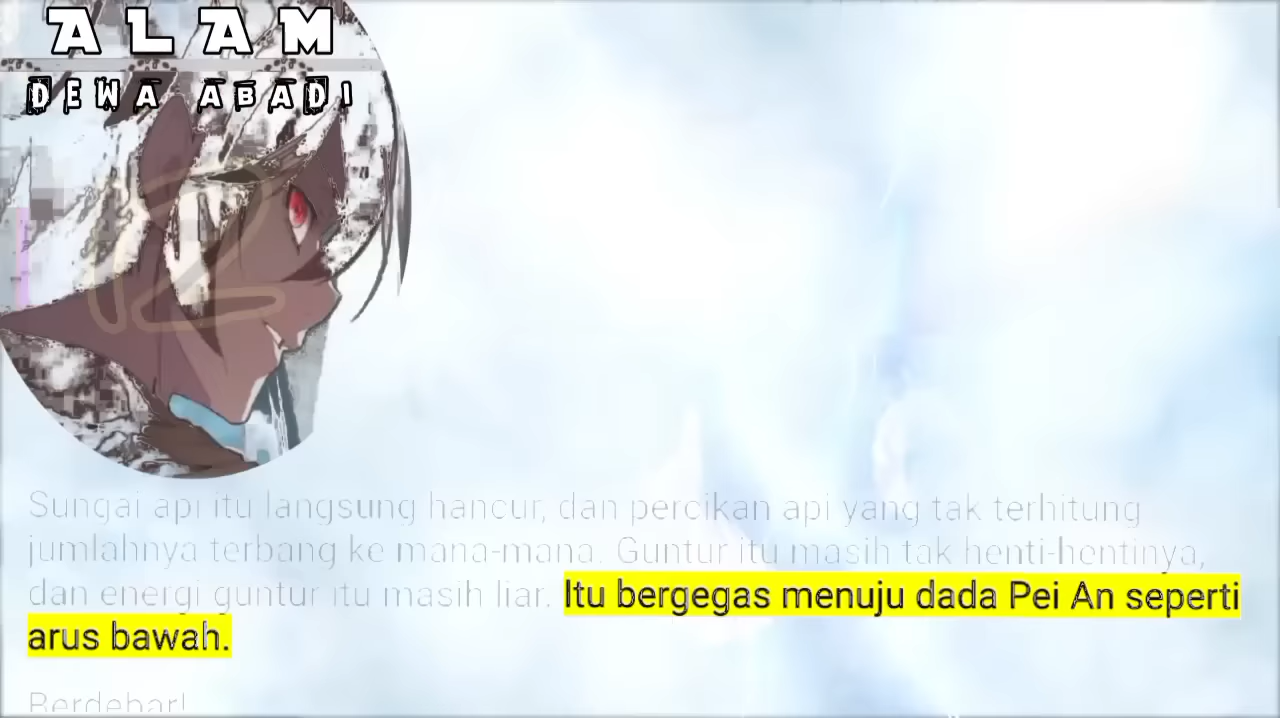 ALAM
DEWA ABADI
Sungai api itu langsung hancur, dan percikan api yang tak terhitung
jumlahnya terbang ke mana-mana. Guntur itu masih tak henti-hentinya,
dan energi guntur itu masih liar. Itu bergegas menuju dada Pei An seperti
arus bawah.
Berdebar!